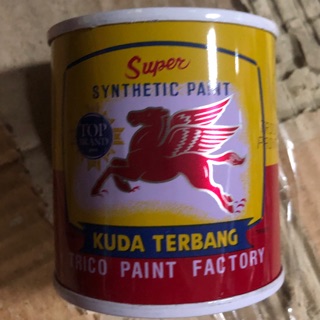 Super
SYNTHETIC PAINT
TOP
BRAND
KUDA TERBANG
TRICO PAINT FACTORY